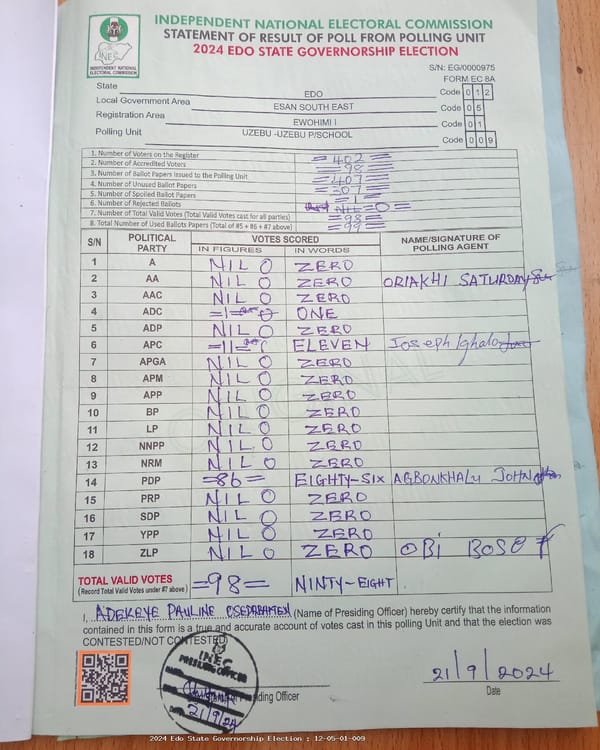 INDEPENDENT NATIONAL ELECTORAL COMMISSION
STATEMENT OF RESULT OF POLL FROM POLLING UNIT
2024 EDO STATE GOVERNORSHIP ELECTION
INEC
INDEPENDENT NATIONAL ELECTORAL COMMISSION
S/N: EG/0000975
FORM EC 8A
State EDO Code 0 1 2
Local Government Area ESAN SOUTH EAST Code 0 5
Registration Area EWOHIMI I Code 0 1
Polling Unit UZEBU -UZEBU P/SCHOOL Code 0 0 9
1. Number of Voters on the Register =402=
2. Number of Accredited Voters =98=
3. Number of Ballot Papers Issued to the Polling Unit =407=
4. Number of Unused Ballot Papers =307=
5. Number of Spoiled Ballot Papers =1=
6. Number of Rejected Ballots NIL=0=
7. Number of Total Valid Votes (Total Valid Votes cast for all parties) =98=
8. Total Number of Used Ballots Papers (Total of #5 + #6 + #7 above) =99=
S/N POLITICAL PARTY VOTES SCORED NAME/SIGNATURE OF POLLING AGENT
IN FIGURES IN WORDS
1 A NIL 0 ZERO
2 AA NIL 0 ZERO ORIAKHI SATURDAY
3 AAC NIL 0 ZERO
4 ADC =1= ONE
5 ADP NIL 0 ZERO
6 APC =11= ELEVEN Joseph Ighalo
7 APGA NIL 0 ZERO
8 APM NIL 0 ZERO
9 APP NIL 0 ZERO
10 BP NIL 0 ZERO
11 LP NIL 0 ZERO
12 NNPP NIL 0 ZERO
13 NRM NIL 0 ZERO
14 PDP =86= EIGHTY-SIX AGBONKHALU JOHN
15 PRP NIL 0 ZERO
16 SDP NIL 0 ZERO
17 YPP NIL 0 ZERO
18 ZLP NIL 0 ZERO OBI BOSE
TOTAL VALID VOTES =98= NINTY-EIGHT
(Record Total Valid Votes under #7 above)
I, ADEKEYE PAULINE (Name of Presiding Officer) hereby certify that the information
contained in this form is a true and accurate account of votes cast in this polling Unit and that the election was
CONTESTED/NOT CONTESTED
INEC
PRESIDING OFFICER
21/9/24
Presiding Officer
21/9/2024
Date
2024 Edo State Governorship Election : 12-05-01-009